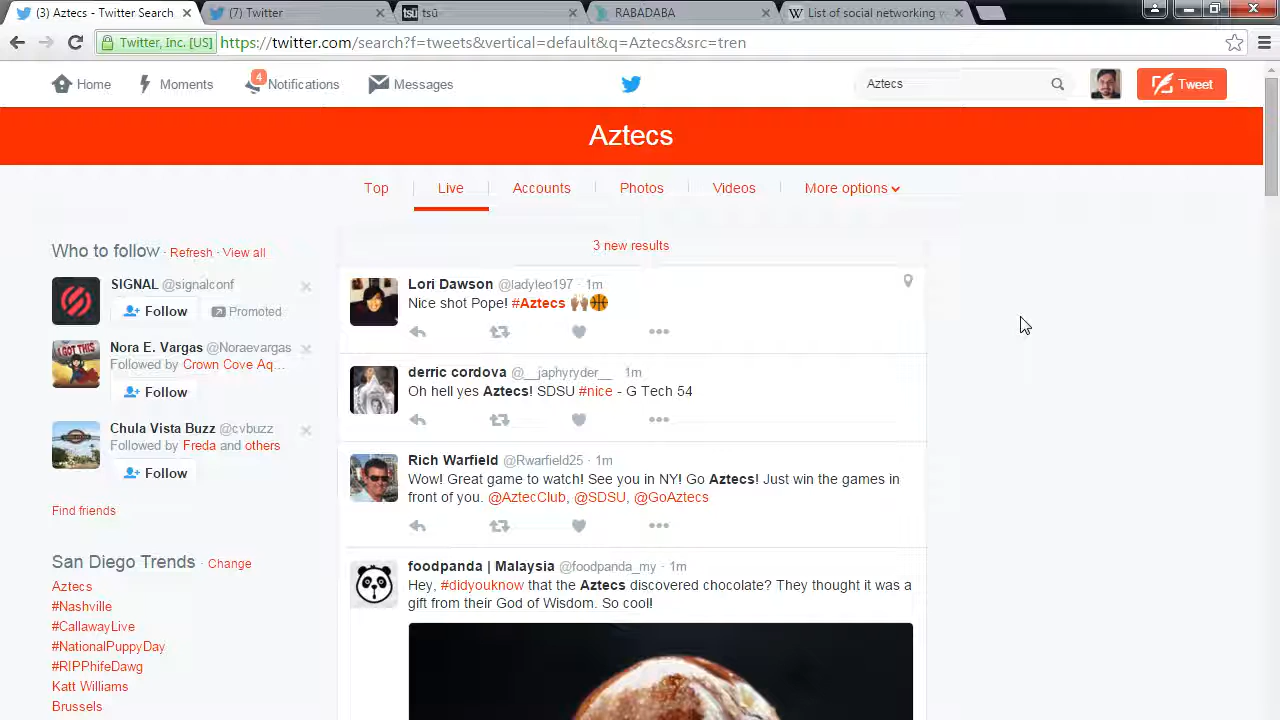 (3) Aztecs - Twitter Search
(7) Twitter
tsū
RABADABA
List of social networking w
Twitter, Inc. [US]
https://twitter.com/search?f=tweets&vertical=default&q=Aztecs&src=tren
Home
Moments
4
Notifications
Messages
Aztecs
Tweet
Aztecs
Top
Live
Accounts
Photos
Videos
More options
Who to follow · Refresh · View all
SIGNAL @signalconf
Follow
Promoted
Nora E. Vargas @Noraevargas
Followed by Crown Cove Aq...
Follow
Chula Vista Buzz @cvbuzz
Followed by Freda and others
Follow
Find friends
San Diego Trends · Change
Aztecs
#Nashville
#CallawayLive
#NationalPuppyDay
#RIPPhifeDawg
Katt Williams
Brussels
3 new results
Lori Dawson @ladyleo197 · 1m
Nice shot Pope! #Aztecs 🙌🏽🏀
derric cordova @__japhyryder__ · 1m
Oh hell yes Aztecs! SDSU #nice - G Tech 54
Rich Warfield @Rwarfield25 · 1m
Wow! Great game to watch! See you in NY! Go Aztecs! Just win the games in
front of you. @AztecClub, @SDSU, @GoAztecs
foodpanda | Malaysia @foodpanda_my · 1m
Hey, #didyouknow that the Aztecs discovered chocolate? They thought it was a
gift from their God of Wisdom. So cool!